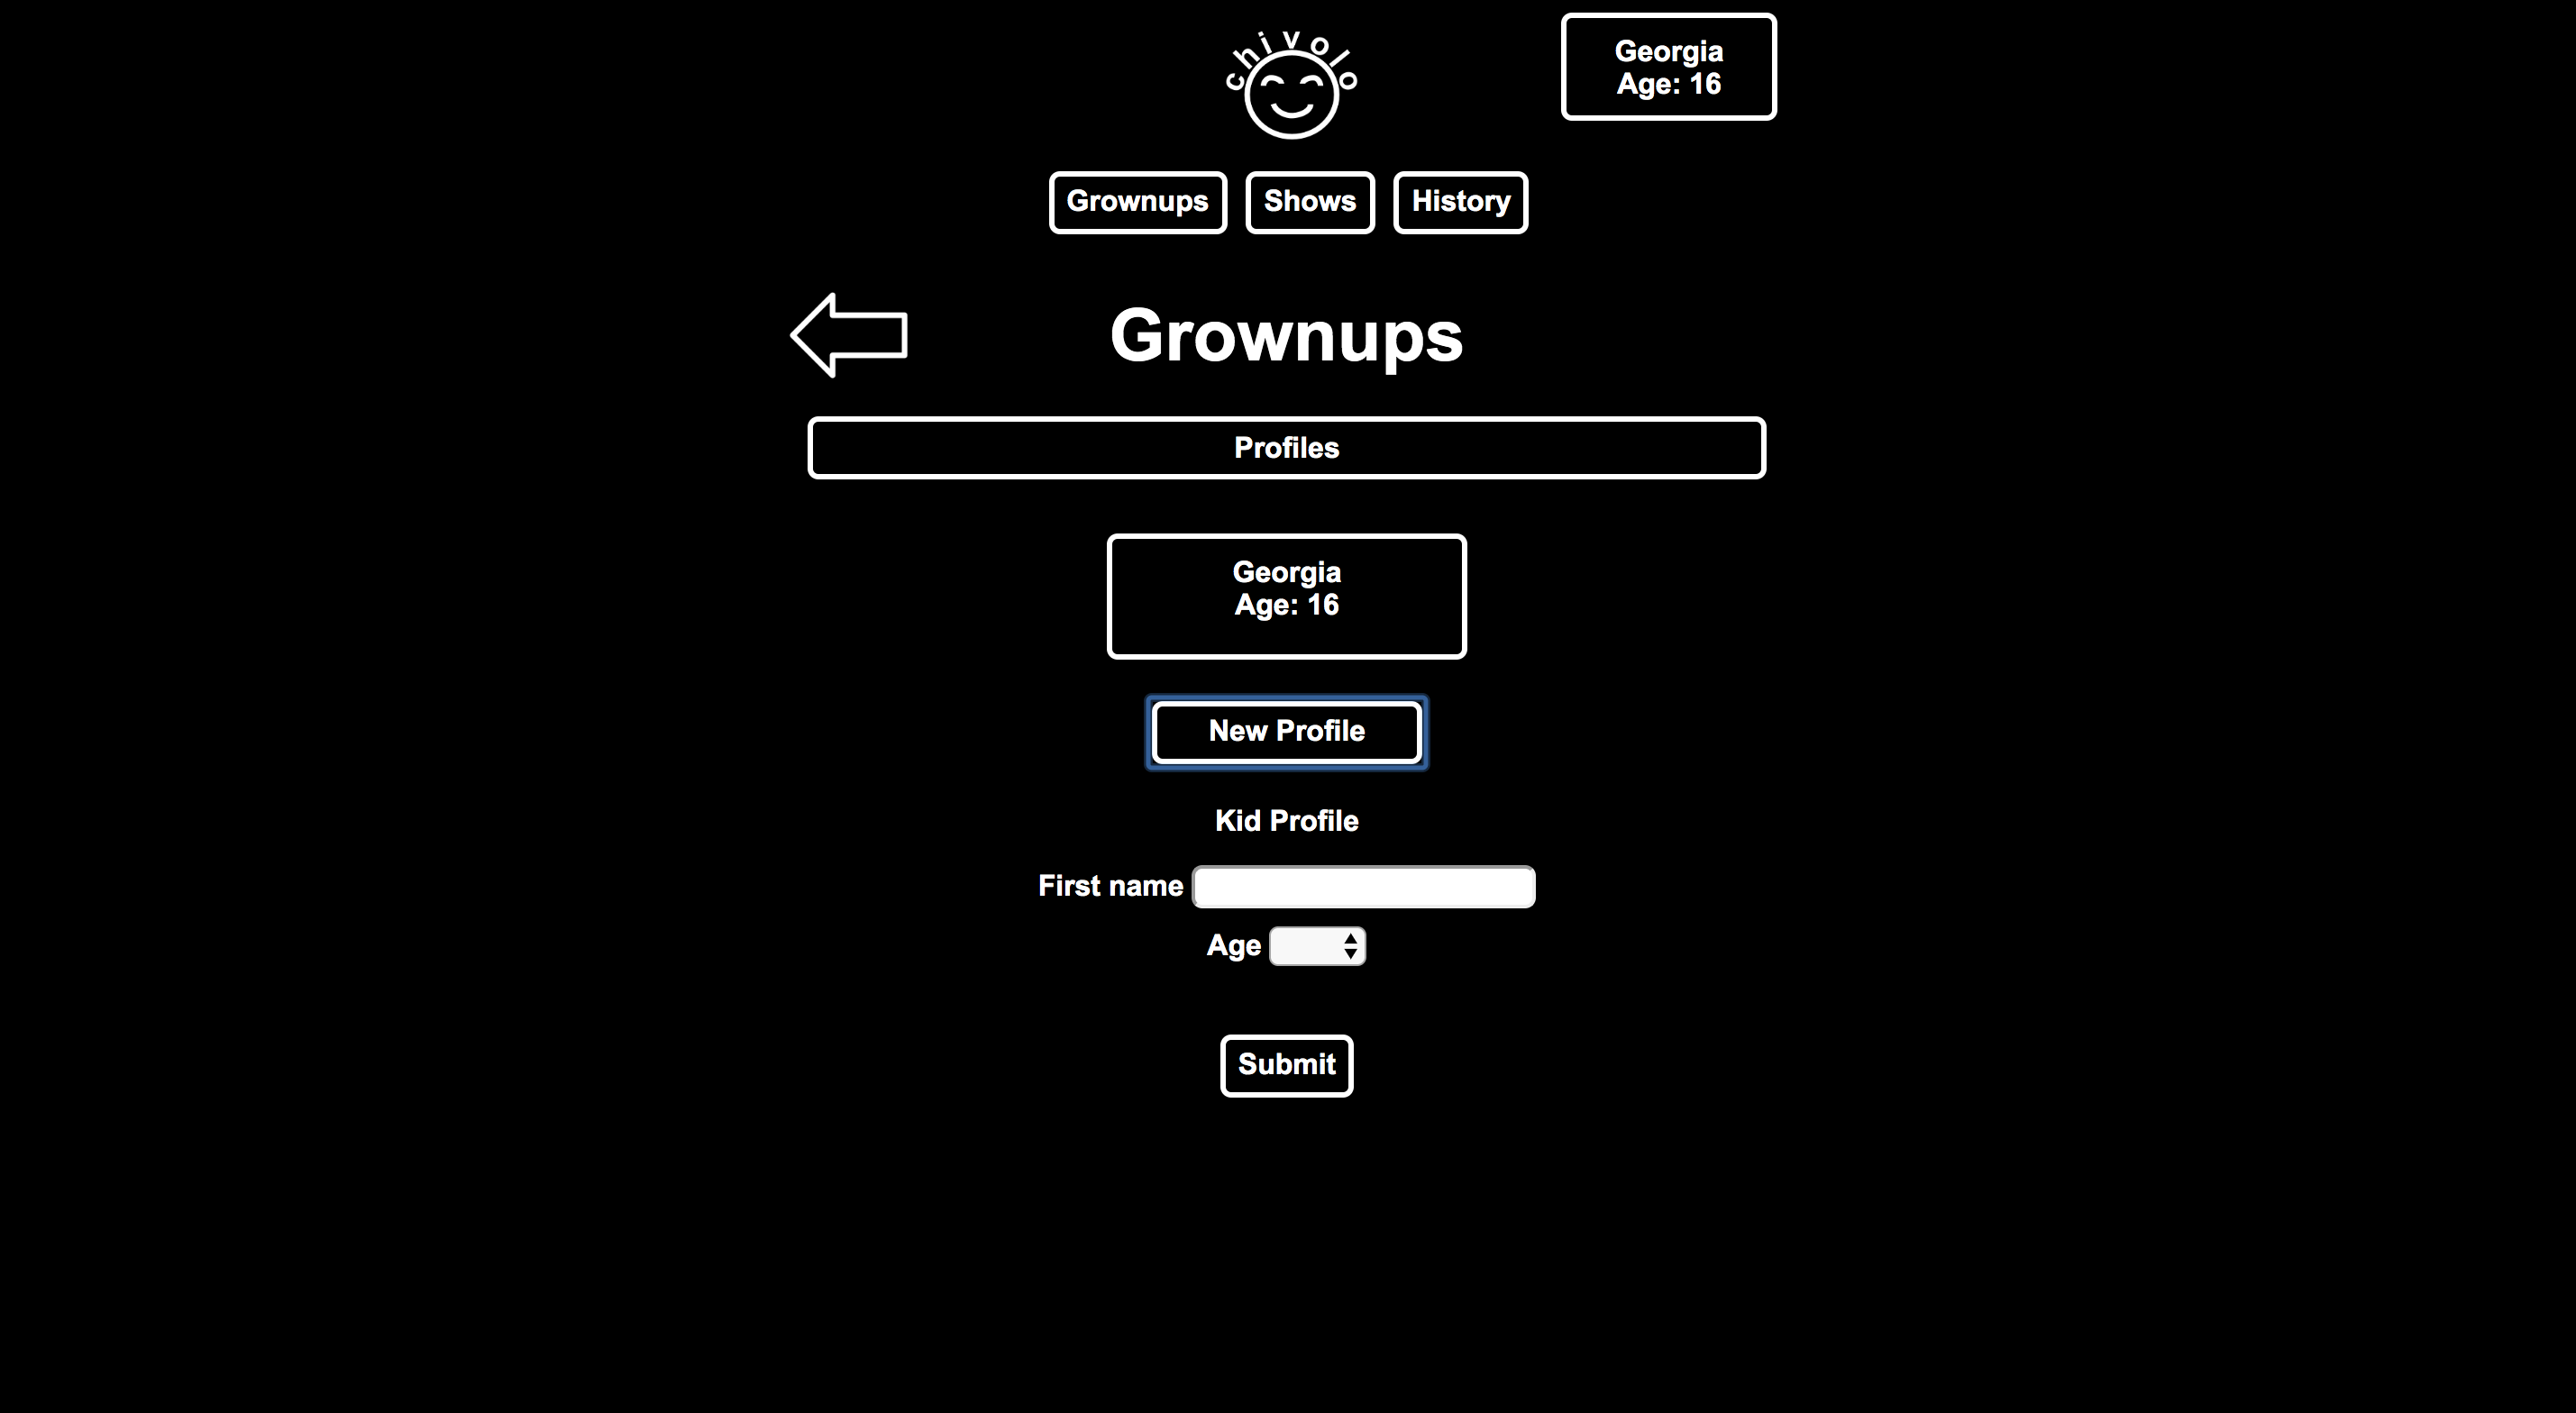 chivolo
Georgia
Age: 16
Grownups
Shows
History
Grownups
Profiles
Georgia
Age: 16
New Profile
Kid Profile
First name
Age
Submit